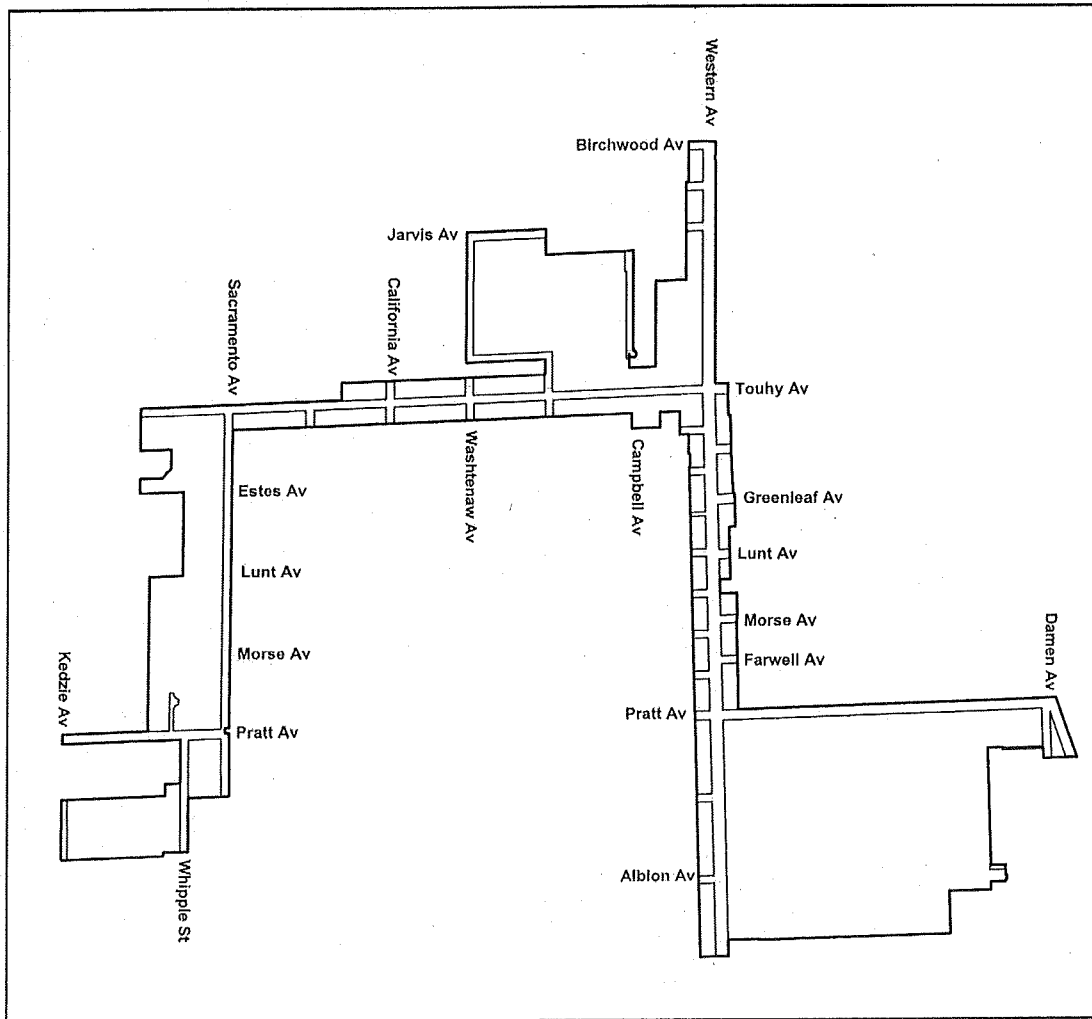 Western Av
Birchwood Av
Jarvis Av
Sacramento Av
California Av
Touhy Av
Washtenaw Av
Campbell Av
Estes Av
Greenleaf Av
Lunt Av
Lunt Av
Morse Av
Damen Av
Morse Av
Farwell Av
Kedzie Av
Pratt Av
Pratt Av
Whipple St
Albion Av